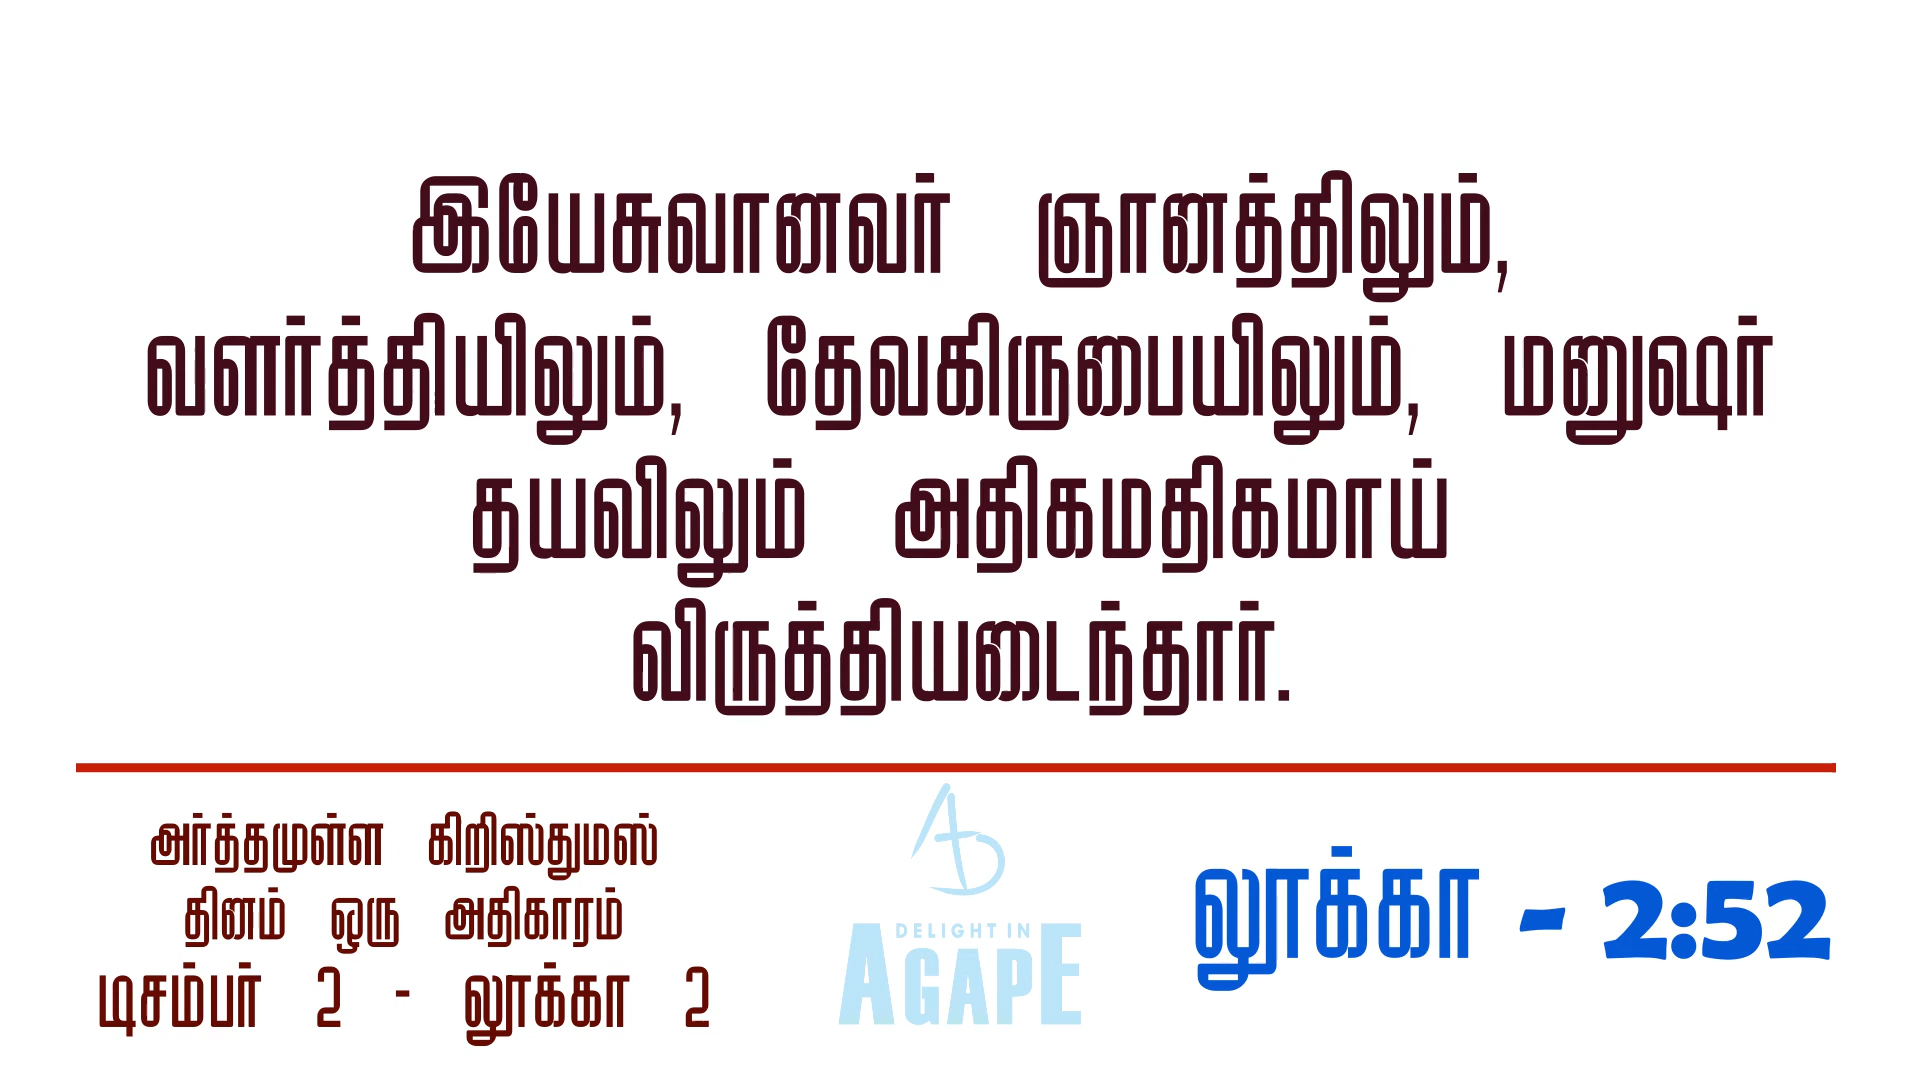 இயேசுவானவர் ஞானத்திலும்,
வளர்த்தியிலும், தேவகிருபையிலும், மனுஷர்
தயவிலும் அதிகமதிகமாய்
விருத்தியடைந்தார்.
அர்த்தமுள்ள கிறிஸ்துமஸ்
தினம் ஒரு அதிகாரம்
டிசம்பர் 2 - லூக்கா 2
DELIGHT IN
AGAPE
லூக்கா - 2:52